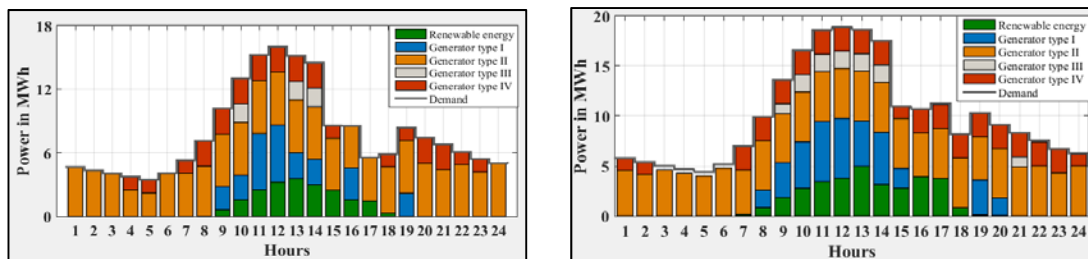 18
12
6
0
Power in MWh
Renewable energy
Generator type I
Generator type II
Generator type III
Generator type IV
Demand
1 2 3 4 5 6 7 8 9 10 11 12 13 14 15 16 17 18 19 20 21 22 23 24
Hours
20
15
10
5
0
Power in MWh
Renewable energy
Generator type I
Generator type II
Generator type III
Generator type IV
Demand
1 2 3 4 5 6 7 8 9 10 11 12 13 14 15 16 17 18 19 20 21 22 23 24
Hours